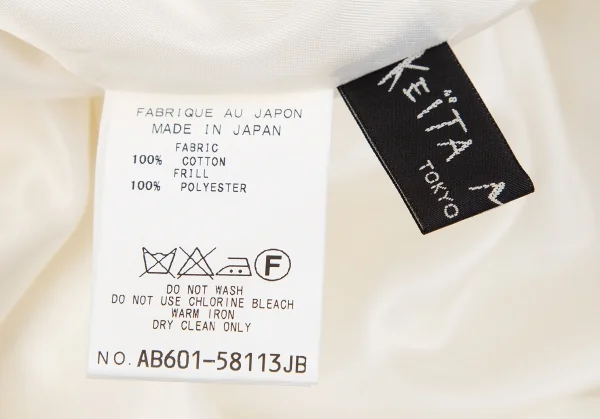 FABRIQUE AU JAPON
MADE IN JAPAN
FABRIC
100% COTTON
FRILL
100% POLYESTER
F
DO NOT WASH
DO NOT USE CHLORINE BLEACH
WARM IRON
DRY CLEAN ONLY
NO. AB601-58113JB
KEÏTA
TOKYO